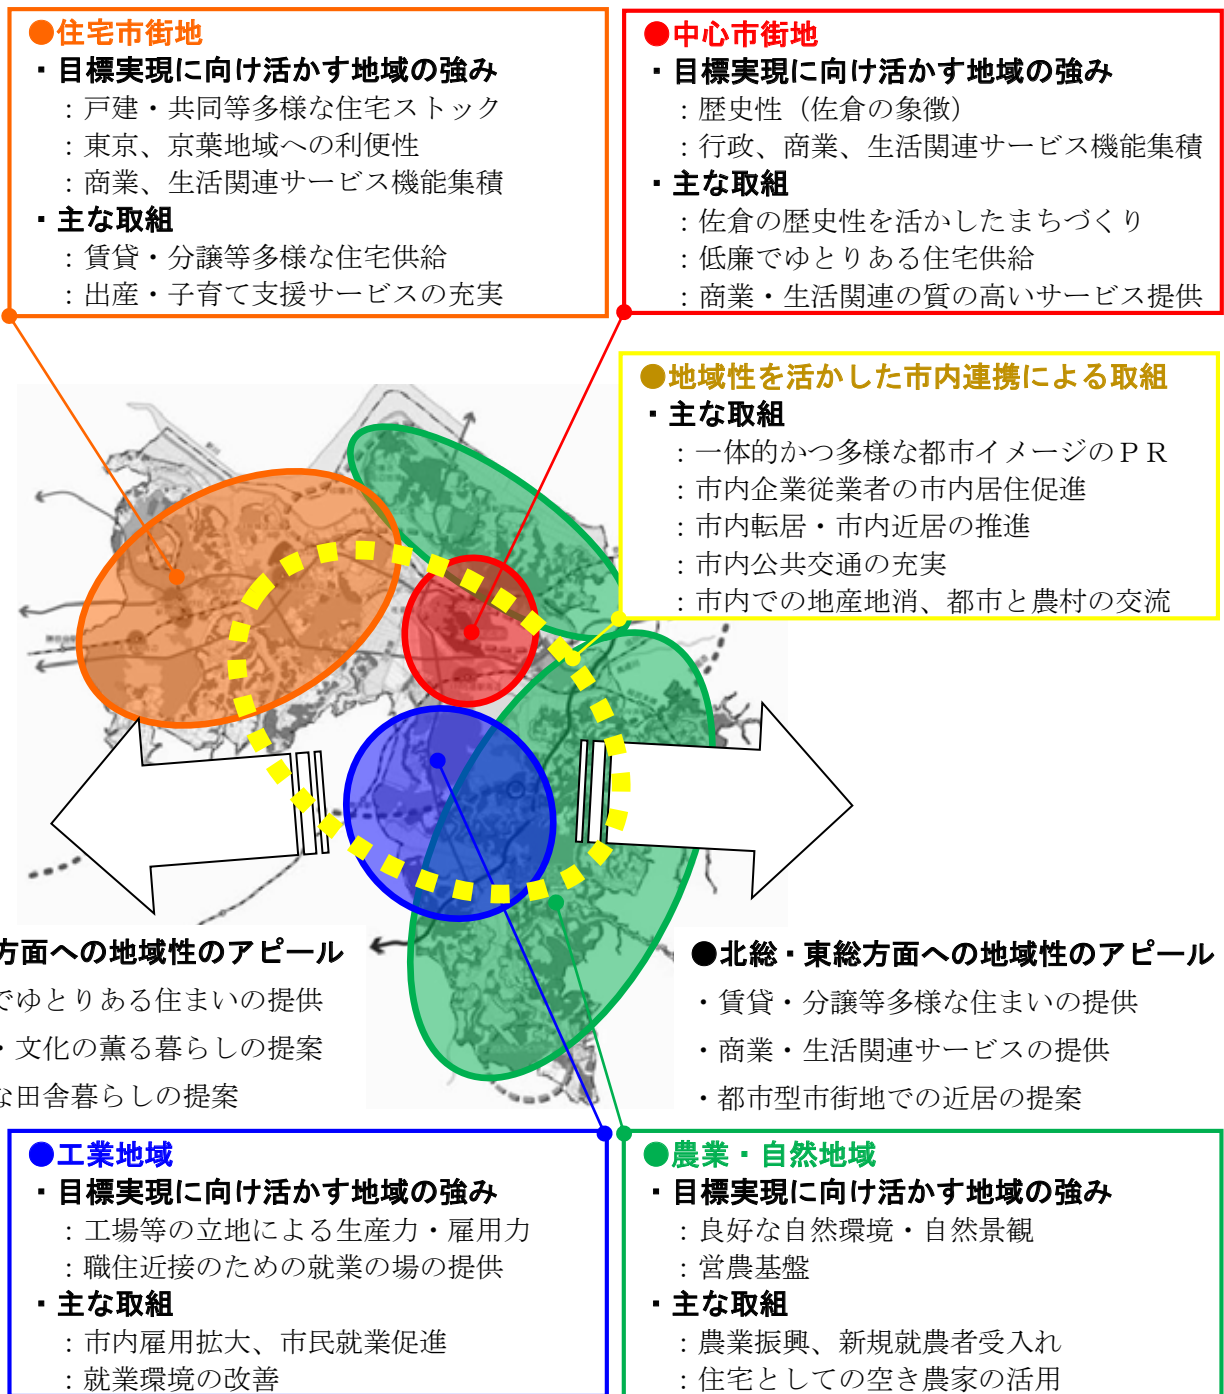 ●住宅市街地
・目標実現に向け活かす地域の強み
：戸建・共同等多様な住宅ストック
：東京、京葉地域への利便性
：商業、生活関連サービス機能集積
・主な取組
：賃貸・分譲等多様な住宅供給
：出産・子育て支援サービスの充実
●中心市街地
・目標実現に向け活かす地域の強み
：歴史性（佐倉の象徴）
：行政、商業、生活関連サービス機能集積
・主な取組
：佐倉の歴史性を活かしたまちづくり
：低廉でゆとりある住宅供給
：商業・生活関連の質の高いサービス提供
●地域性を活かした市内連携による取組
・主な取組
：一体的かつ多様な都市イメージのＰＲ
：市内企業従業者の市内居住促進
：市内転居・市内近居の推進
：市内公共交通の充実
：市内での地産地消、都市と農村の交流
方面への地域性のアピール
でゆとりある住まいの提供
・文化の薫る暮らしの提案
な田舎暮らしの提案
●北総・東総方面への地域性のアピール
・賃貸・分譲等多様な住まいの提供
・商業・生活関連サービスの提供
・都市型市街地での近居の提案
●工業地域
・目標実現に向け活かす地域の強み
：工場等の立地による生産力・雇用力
：職住近接のための就業の場の提供
・主な取組
：市内雇用拡大、市民就業促進
：就業環境の改善
●農業・自然地域
・目標実現に向け活かす地域の強み
：良好な自然環境・自然景観
：営農基盤
・主な取組
：農業振興、新規就農者受入れ
：住宅としての空き農家の活用